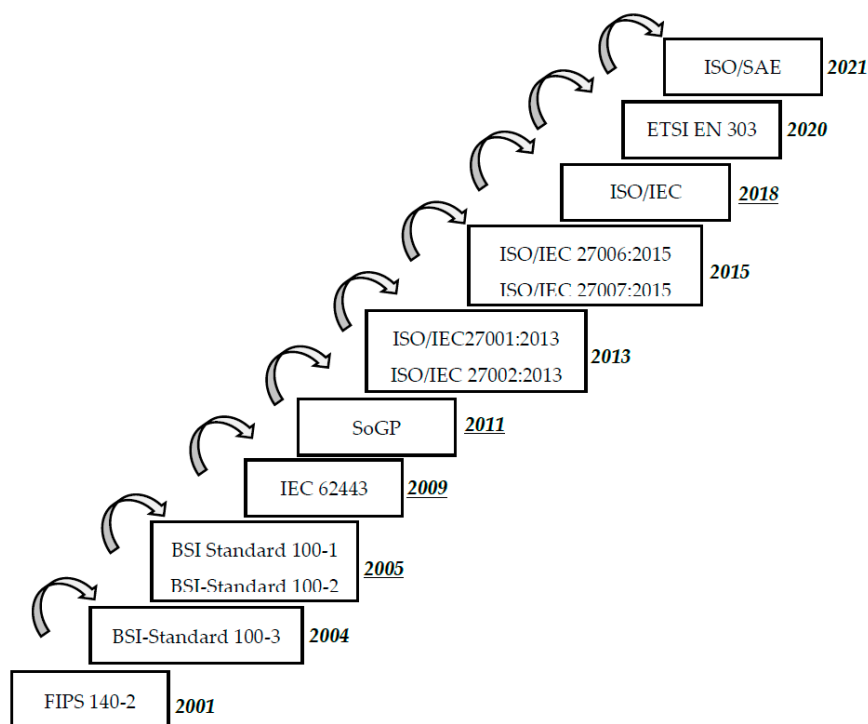 ISO/SAE
2021
ETSI EN 303
2020
ISO/IEC
2018
ISO/IEC 27006:2015
ISO/IEC 27007:2015
2015
ISO/IEC27001:2013
ISO/IEC 27002:2013
2013
SoGP
2011
IEC 62443
2009
BSI Standard 100-1
BSI-Standard 100-2
2005
BSI-Standard 100-3
2004
FIPS 140-2
2001